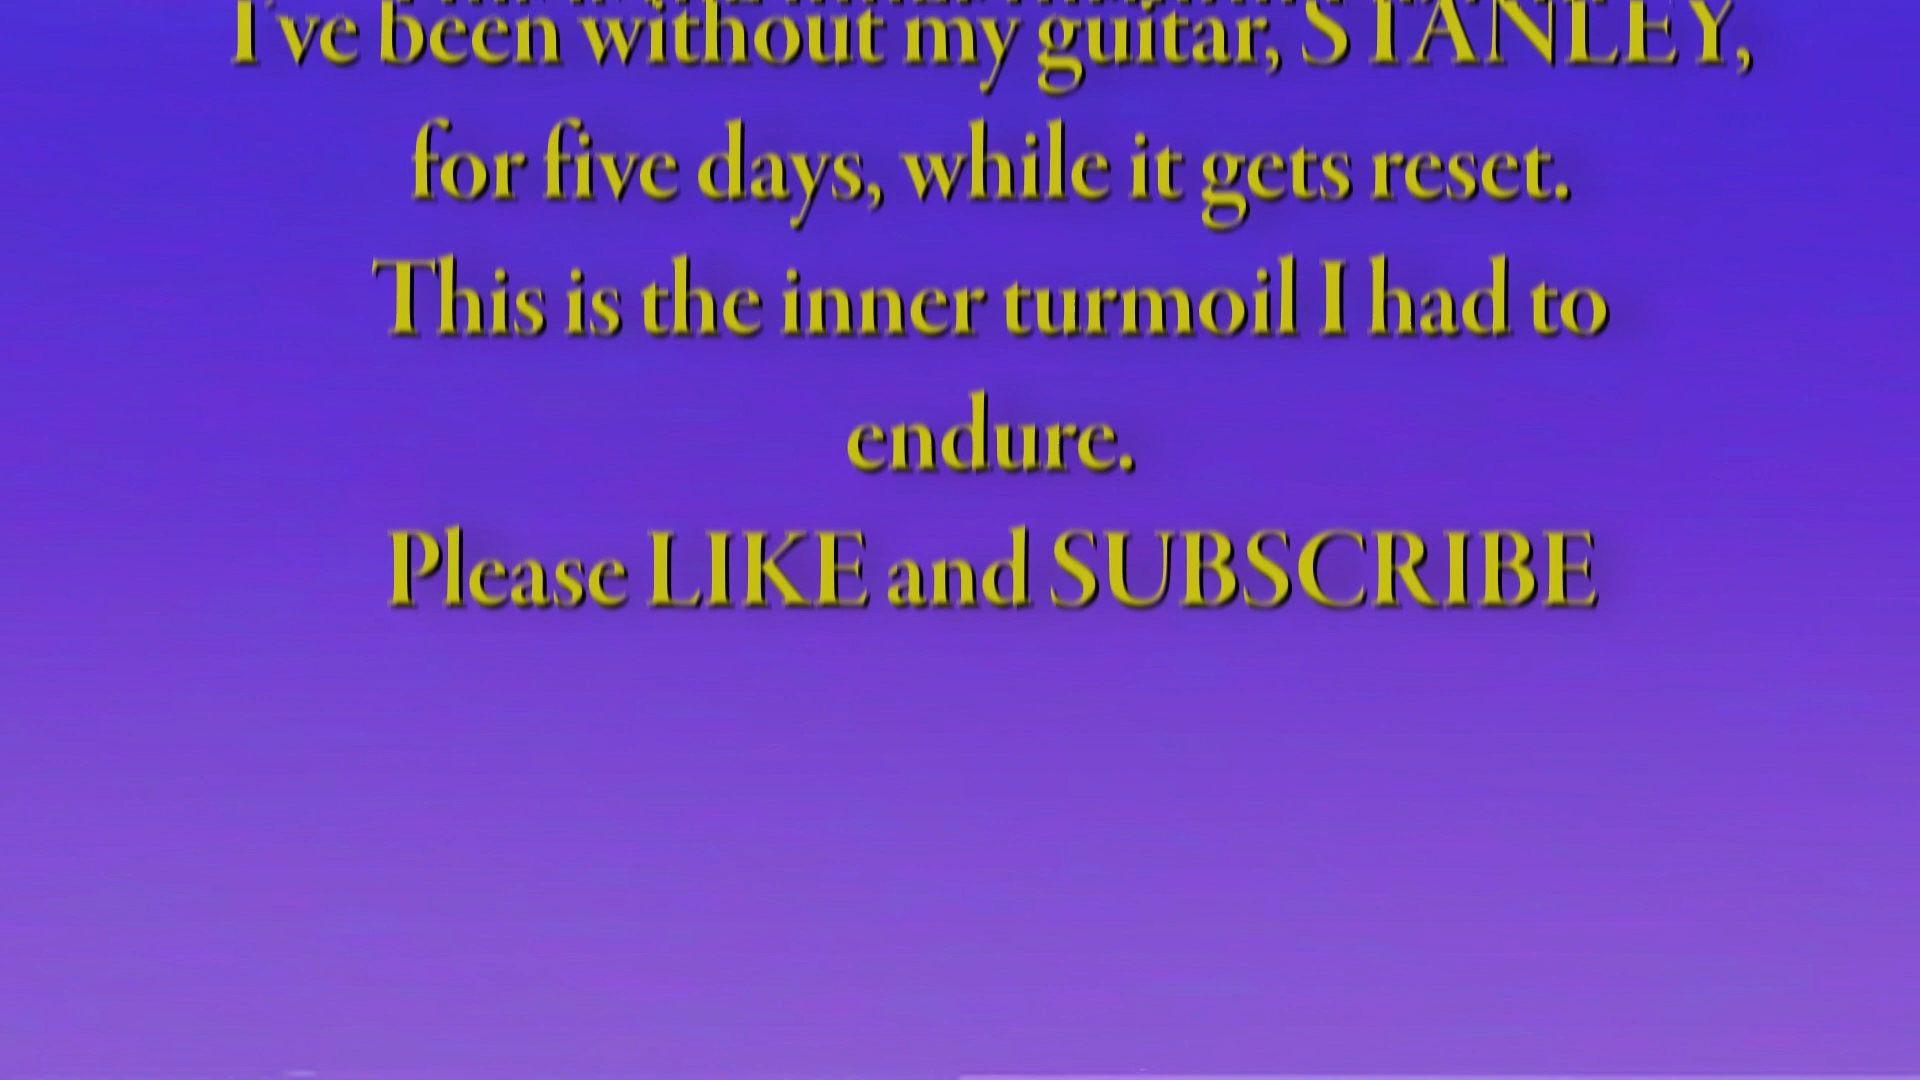 I've been without my guitar, STANLEY,
for five days, while it gets reset.
This is the inner turmoil I had to
endure.
Please LIKE and SUBSCRIBE